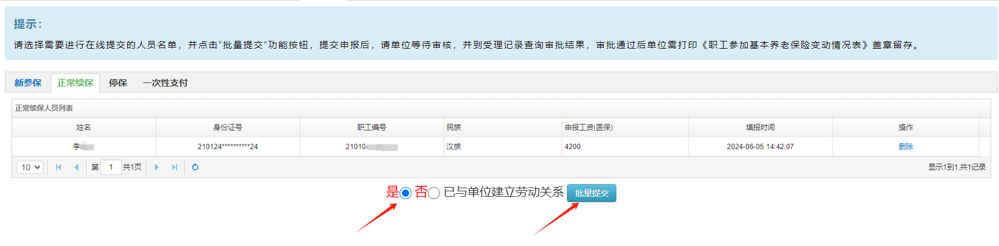 提示：
请选择需要进行在线提交的人员名单，并点击“批量提交”功能按钮，提交申报后，请单位等待审核，并到受理记录查询审批结果，审批通过后单位需打印《职工参加基本养老保险变动情况表》盖章留存。
新参保 正常续保 停保 一次性支付
正常续保人员列表
姓名 身份证号 职工编号 民族 申报工资(医保) 填报时间 操作
李 210124**********24 210104 汉族 4200 2024-06-05 14:42:07 删除
10 第 1 共1页 显示1到1,共1记录
是 否 已与单位建立劳动关系 批量提交